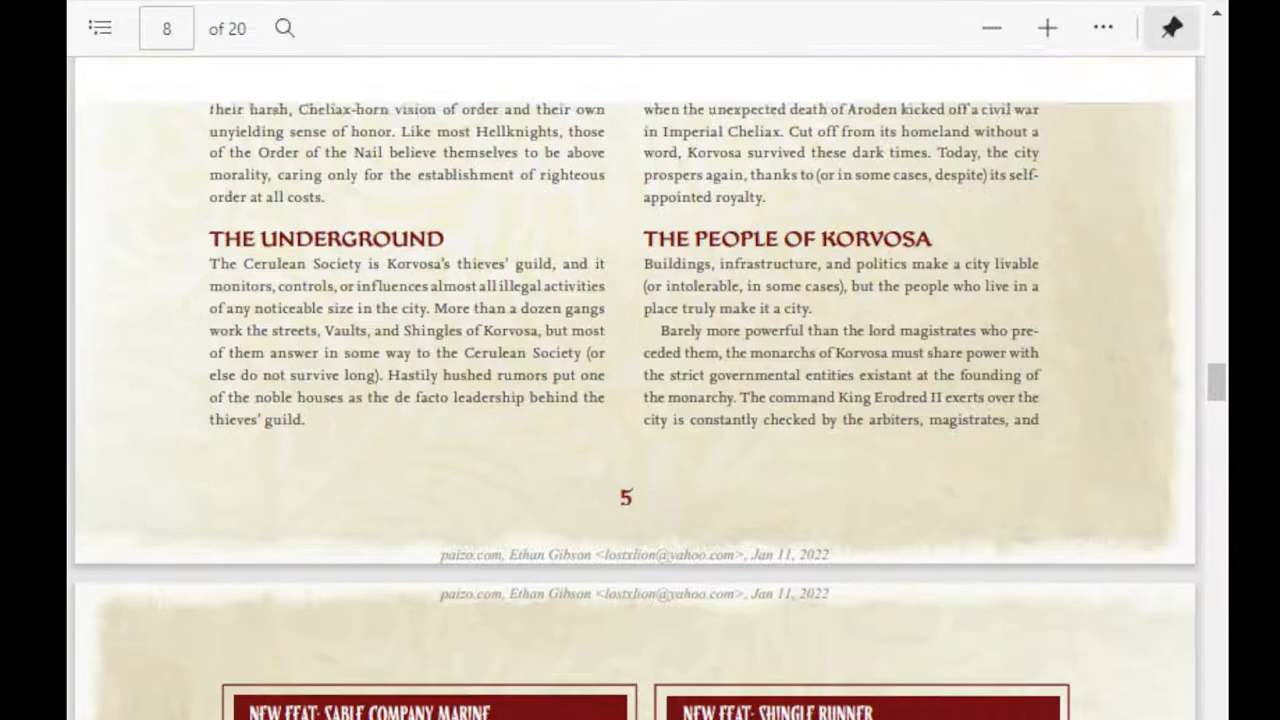 8 of 20
their harsh, Cheliax-born vision of order and their own
unyielding sense of honor. Like most Hellknights, those
of the Order of the Nail believe themselves to be above
morality, caring only for the establishment of righteous
order at all costs.
THE UNDERGROUND
The Cerulean Society is Korvosa's thieves' guild, and it
monitors, controls, or influences almost all illegal activities
of any noticeable size in the city. More than a dozen gangs
work the streets, Vaults, and Shingles of Korvosa, but most
of them answer in some way to the Cerulean Society (or
else do not survive long). Hastily hushed rumors put one
of the noble houses as the de facto leadership behind the
thieves' guild.
when the unexpected death of Aroden kicked off a civil war
in Imperial Cheliax. Cut off from its homeland without a
word, Korvosa survived these dark times. Today, the city
prospers again, thanks to (or in some cases, despite) its self-
appointed royalty.
THE PEOPLE OF KORVOSA
Buildings, infrastructure, and politics make a city livable
(or intolerable, in some cases), but the people who live in a
place truly make it a city.
Barely more powerful than the lord magistrates who pre-
ceded them, the monarchs of Korvosa must share power with
the strict governmental entities existant at the founding of
the monarchy. The command King Erodred II exerts over the
city is constantly checked by the arbiters, magistrates, and
5
paizo.com, Ethan Gibson <lostxlion@yahoo.com>, Jan 11, 2022
paizo.com, Ethan Gibson <lostxlion@yahoo.com>, Jan 11, 2022
NEW FEAT: SABLE COMPANY MARINE
NEW FEAT: SHINGLE RUNNER